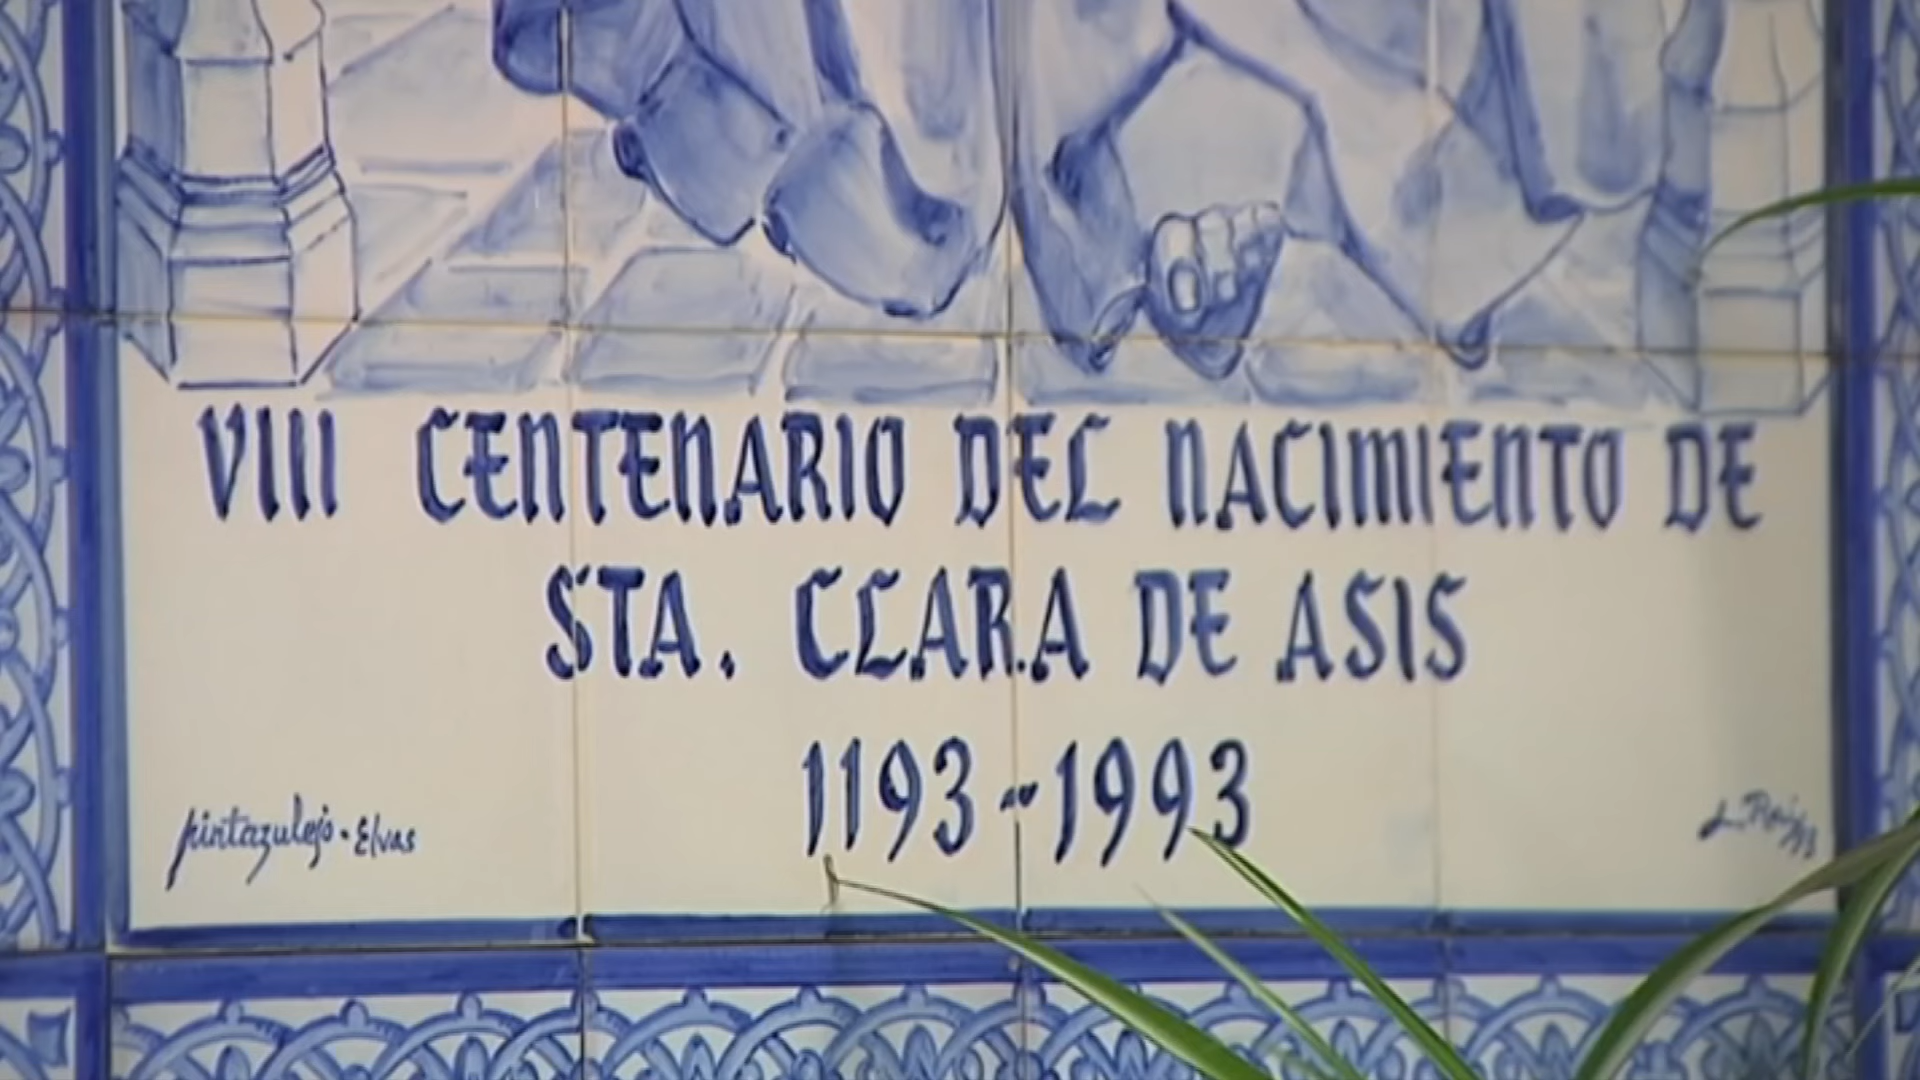 VIII CENTENARIO DEL NACIMIENTO DE
STA. CLARA DE ASIS
1193-1993
pintazulejo - Elvas